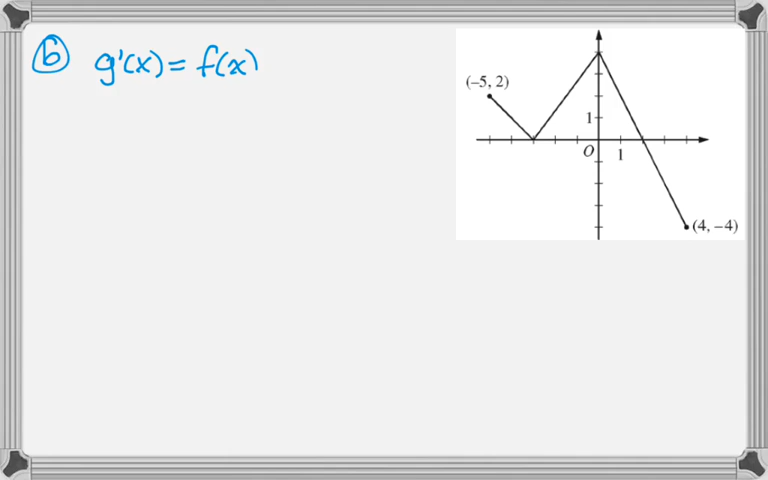 (b) g'(x) = f(x)
(–5, 2)
1
O 1
(4, –4)